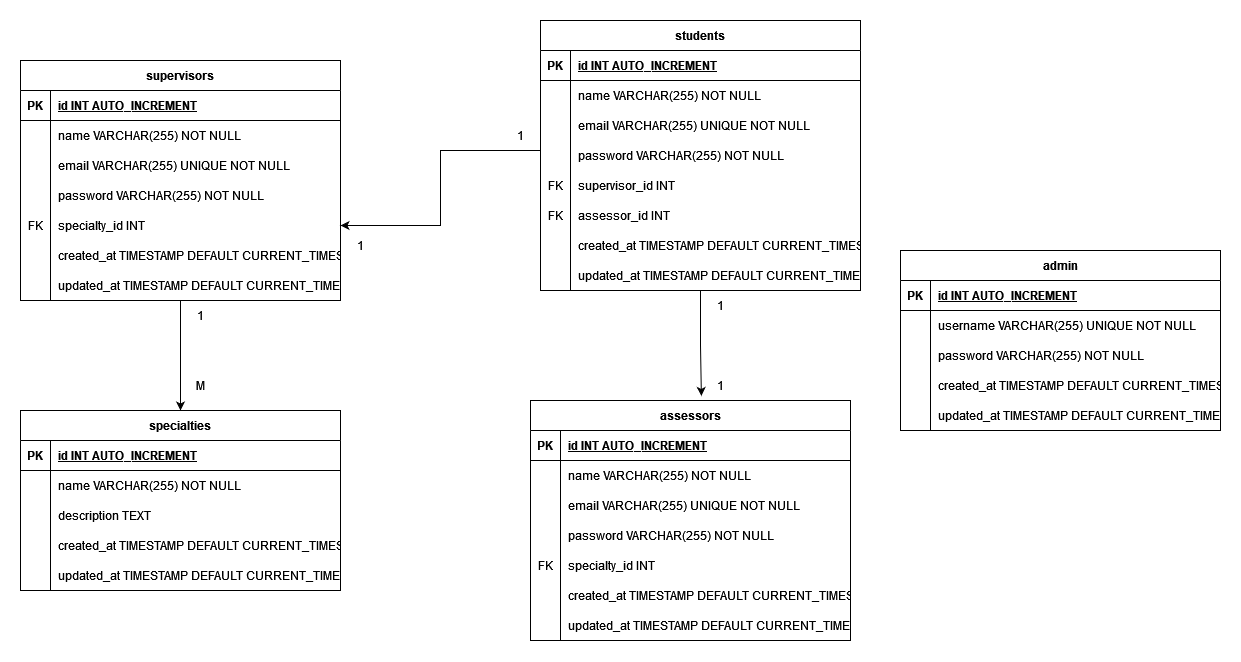 students
PK id INT AUTO_INCREMENT
name VARCHAR(255) NOT NULL
email VARCHAR(255) UNIQUE NOT NULL
password VARCHAR(255) NOT NULL
FK supervisor_id INT
FK assessor_id INT
created_at TIMESTAMP DEFAULT CURRENT_TIMES
updated_at TIMESTAMP DEFAULT CURRENT_TIME
supervisors
PK id INT AUTO_INCREMENT
name VARCHAR(255) NOT NULL
email VARCHAR(255) UNIQUE NOT NULL
password VARCHAR(255) NOT NULL
FK specialty_id INT
created_at TIMESTAMP DEFAULT CURRENT_TIMES
updated_at TIMESTAMP DEFAULT CURRENT_TIME
1
1
1
M
1
1
admin
PK id INT AUTO_INCREMENT
username VARCHAR(255) UNIQUE NOT NULL
password VARCHAR(255) NOT NULL
created_at TIMESTAMP DEFAULT CURRENT_TIMES
updated_at TIMESTAMP DEFAULT CURRENT_TIME
specialties
PK id INT AUTO_INCREMENT
name VARCHAR(255) NOT NULL
description TEXT
created_at TIMESTAMP DEFAULT CURRENT_TIMES
updated_at TIMESTAMP DEFAULT CURRENT_TIME
assessors
PK id INT AUTO_INCREMENT
name VARCHAR(255) NOT NULL
email VARCHAR(255) UNIQUE NOT NULL
password VARCHAR(255) NOT NULL
FK specialty_id INT
created_at TIMESTAMP DEFAULT CURRENT_TIMES
updated_at TIMESTAMP DEFAULT CURRENT_TIME